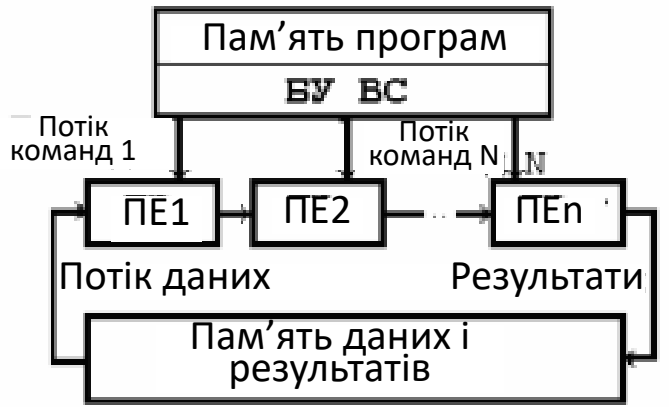 Пам’ять програм
БУ ВС
Потік
команд 1
Потік
команд N
N
ПЕ1
ПЕ2
..
ПЕn
Потік даних
Результати
Пам’ять даних і
результатів